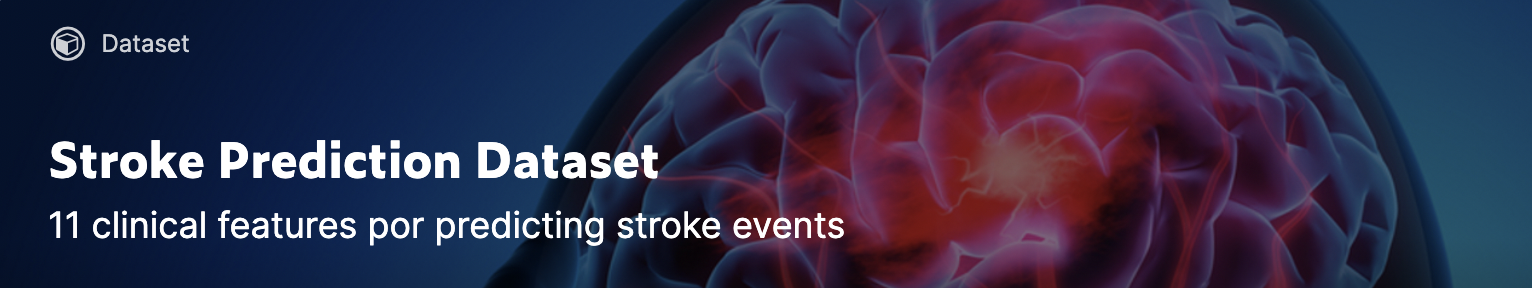 Dataset
Stroke Prediction Dataset
11 clinical features por predicting stroke events